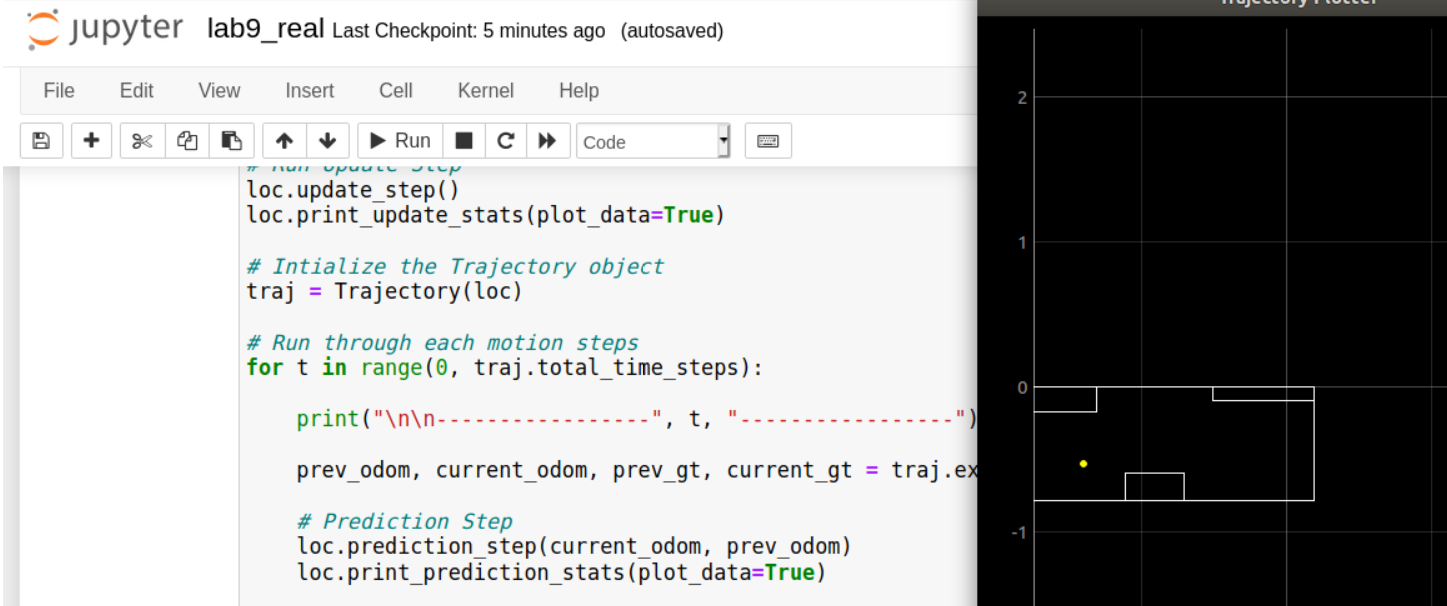 jupyter lab9_real Last Checkpoint: 5 minutes ago (autosaved)
File Edit View Insert Cell Kernel Help
Run Code
# Run Update Step
loc.update_step()
loc.print_update_stats(plot_data=True)
# Intialize the Trajectory object
traj = Trajectory(loc)
# Run through each motion steps
for t in range(0, traj.total_time_steps):
print("\n\n-----------------", t, "-----------------")
prev_odom, current_odom, prev_gt, current_gt = traj.ex
# Prediction Step
loc.prediction_step(current_odom, prev_odom)
loc.print_prediction_stats(plot_data=True)
Trajectory Plotter
2
1
0
-1